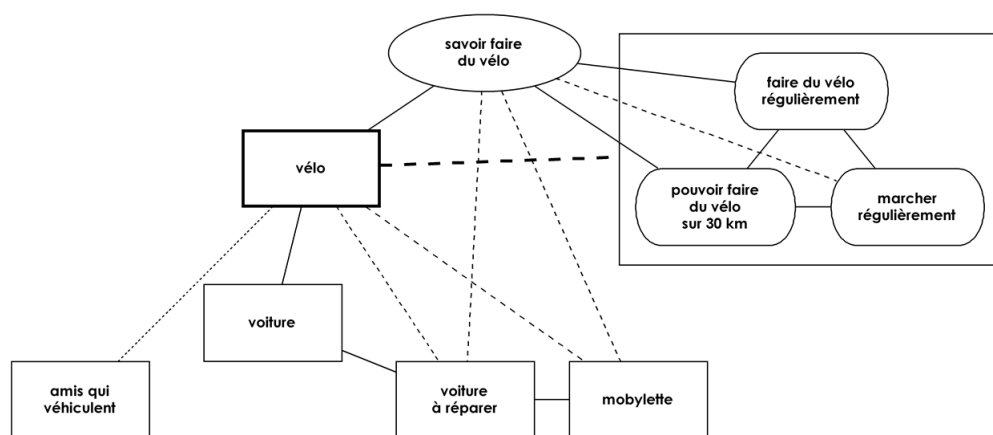 savoir faire
du vélo
faire du vélo
régulièrement
vélo
pouvoir faire
du vélo
sur 30 km
marcher
régulièrement
voiture
amis qui
véhiculent
voiture
à réparer
mobylette